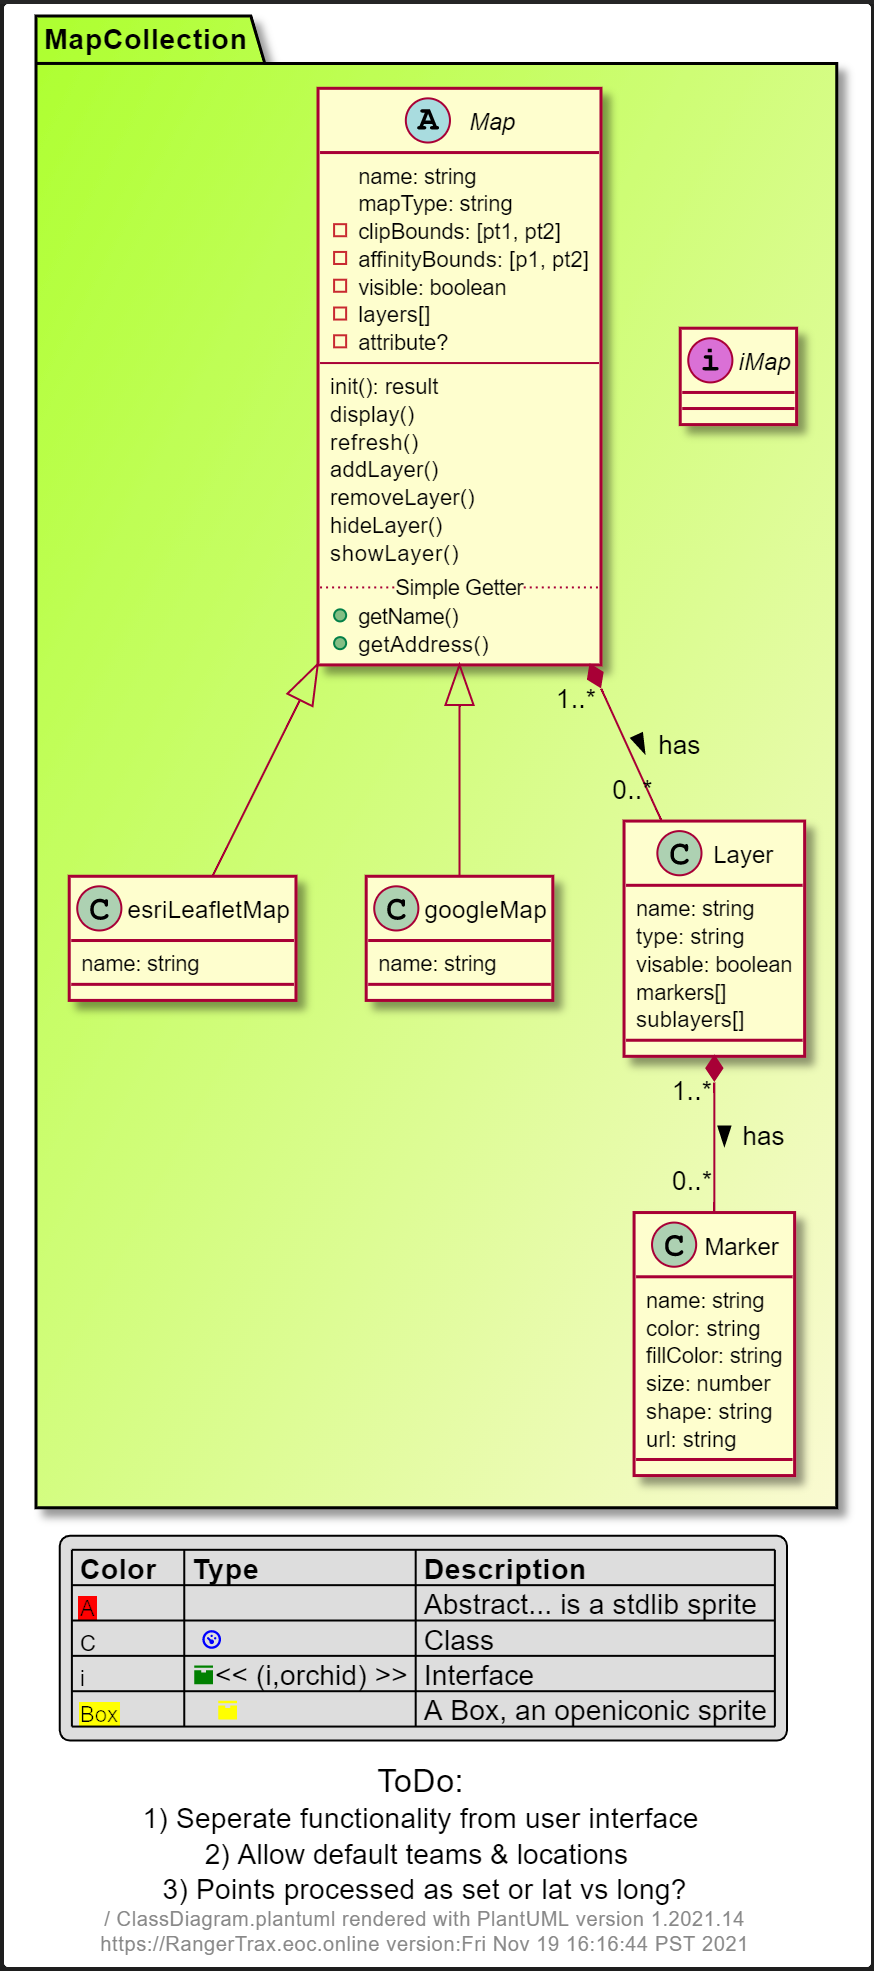 MapCollection
A Map
name: string
mapType: string
clipBounds: [pt1, pt2]
affinityBounds: [p1, pt2]
visible: boolean
layers[]
attribute?
init(): result
display()
refresh()
addLayer()
removeLayer()
hideLayer()
showLayer()
Simple Getter
getName()
getAddress()
i iMap
1..*
has
0..*
C esriLeafletMap
name: string
C googleMap
name: string
C Layer
name: string
type: string
visable: boolean
markers[]
sublayers[]
1..*
has
0..*
C Marker
name: string
color: string
fillColor: string
size: number
shape: string
url: string
Color Type Description
A Abstract... is a stdlib sprite
C Class
i << (i,orchid) >> Interface
Box A Box, an openiconic sprite
ToDo:
1) Seperate functionality from user interface
2) Allow default teams & locations
3) Points processed as set or lat vs long?
/ ClassDiagram.plantuml rendered with PlantUML version 1.2021.14
https://RangerTrax.eoc.online version:Fri Nov 19 16:16:44 PST 2021